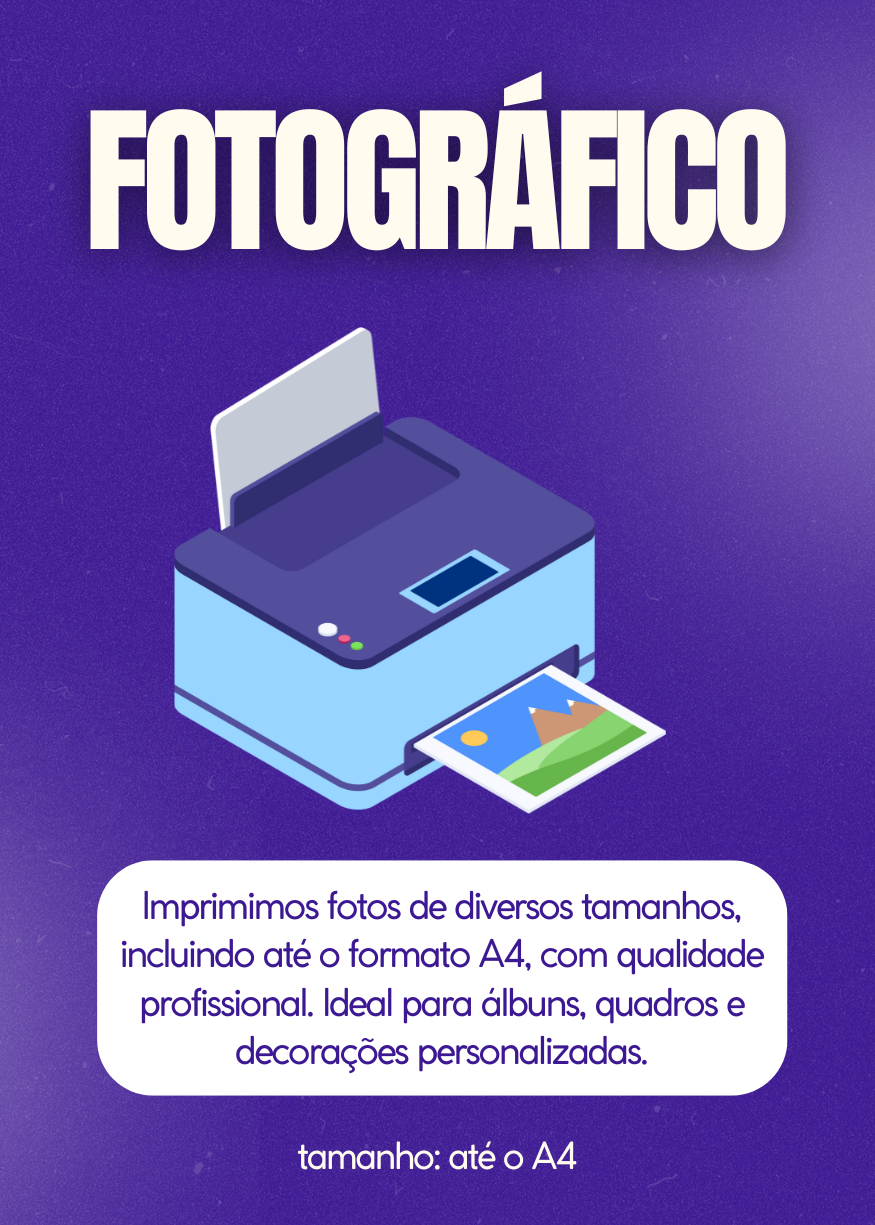 FOTOGRÁFICO
Imprimimos fotos de diversos tamanhos,
incluindo até o formato A4, com qualidade
profissional. Ideal para álbuns, quadros e
decorações personalizadas.
tamanho: até o A4